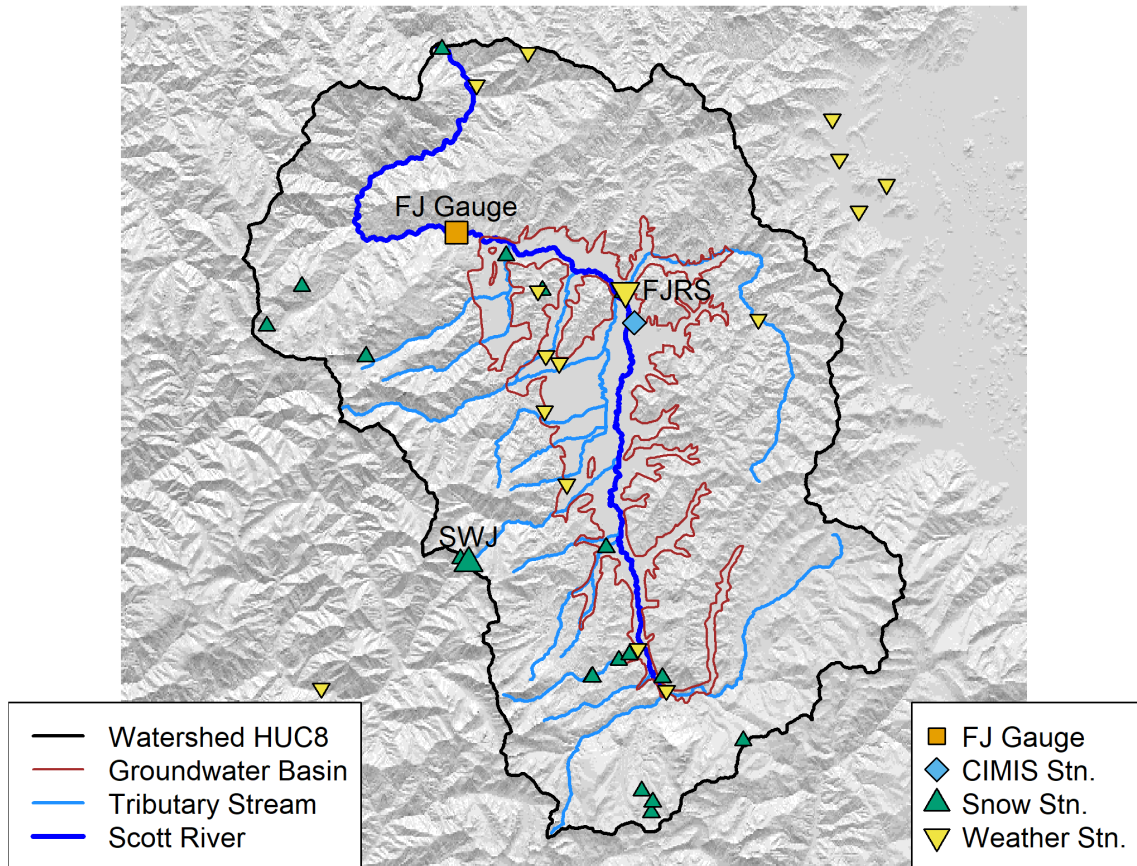 FJ Gauge
FJRS
SWJ
Watershed HUC8
Groundwater Basin
Tributary Stream
Scott River
FJ Gauge
CIMIS Stn.
Snow Stn.
Weather Stn.